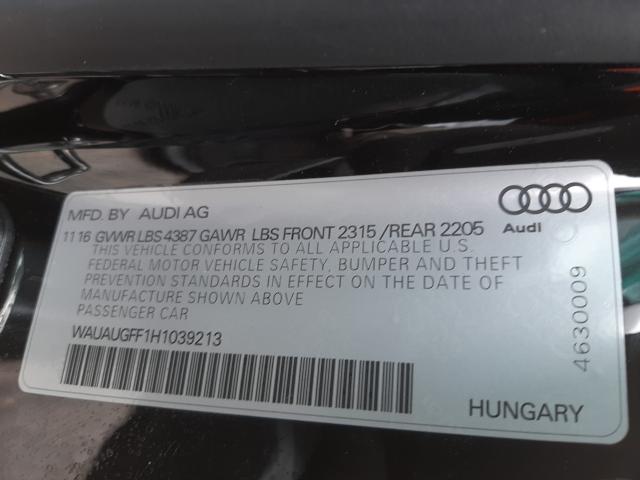 MFD. BY AUDI AG
11 16 GVWR LBS 4387 GAWR LBS FRONT 2315 /REAR 2205
THIS VEHICLE CONFORMS TO ALL APPLICABLE U.S.
FEDERAL MOTOR VEHICLE SAFETY, BUMPER AND THEFT
PREVENTION STANDARDS IN EFFECT ON THE DATE OF
MANUFACTURE SHOWN ABOVE
PASSENGER CAR
WAUAUGFF1H1039213
Audi
4630009
HUNGARY